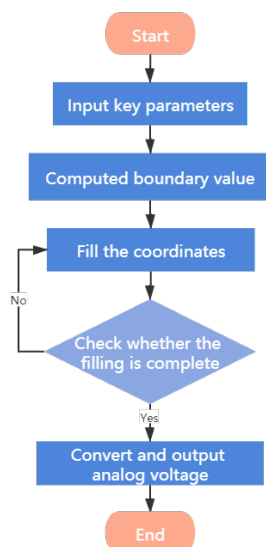 Start
Input key parameters
Computed boundary value
Fill the coordinates
No
Check whether the
filling is complete
Yes
Convert and output
analog voltage
End